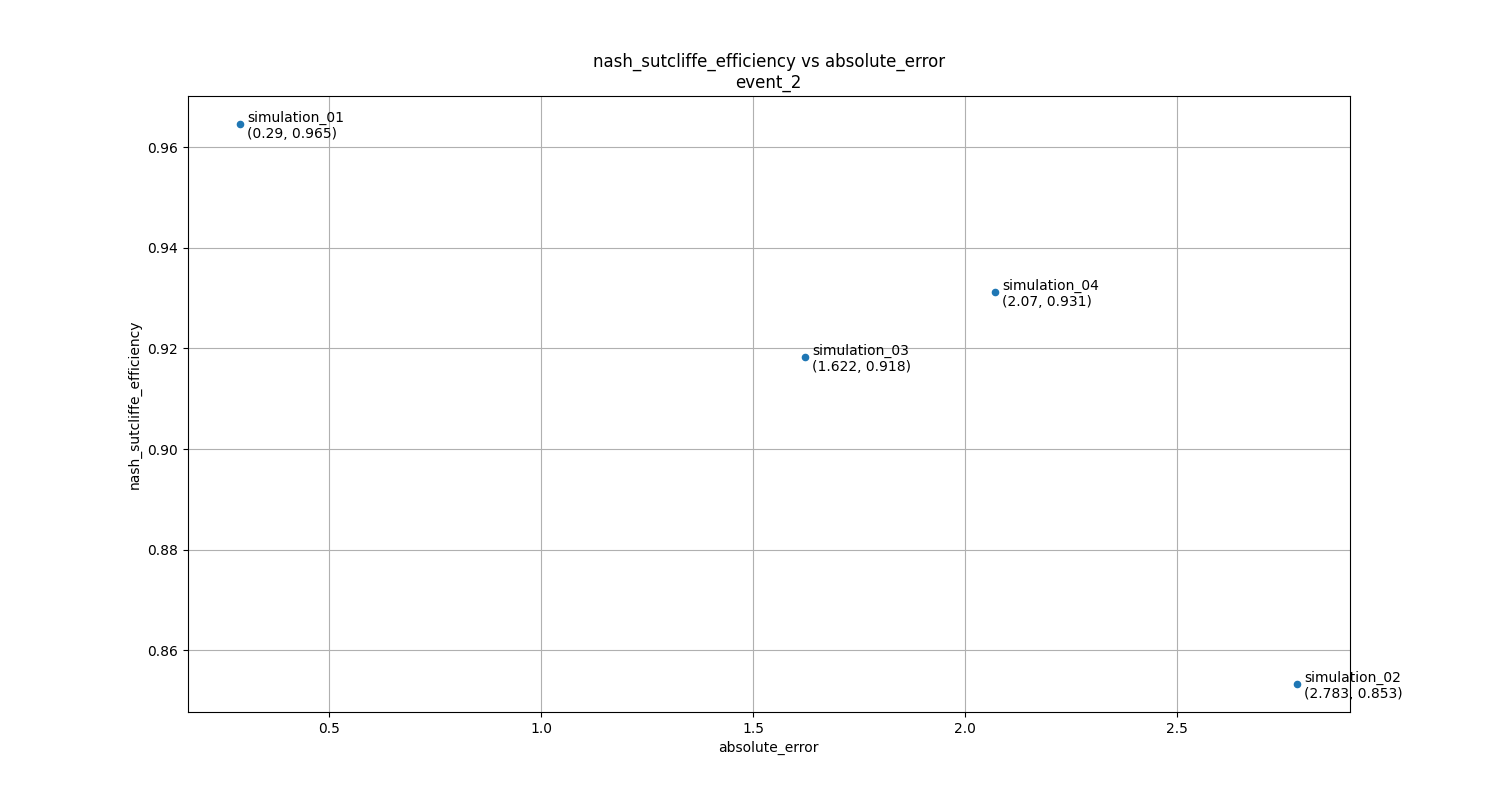 nash_sutcliffe_efficiency vs absolute_error
event_2
simulation_01
(0.29, 0.965)
0.96
0.94
simulation_04
(2.07, 0.931)
0.92
simulation_03
(1.622, 0.918)
nash_sutcliffe_efficiency
0.90
0.88
0.86
simulation_02
(2.783, 0.853)
0.5 1.0 1.5 2.0 2.5
absolute_error